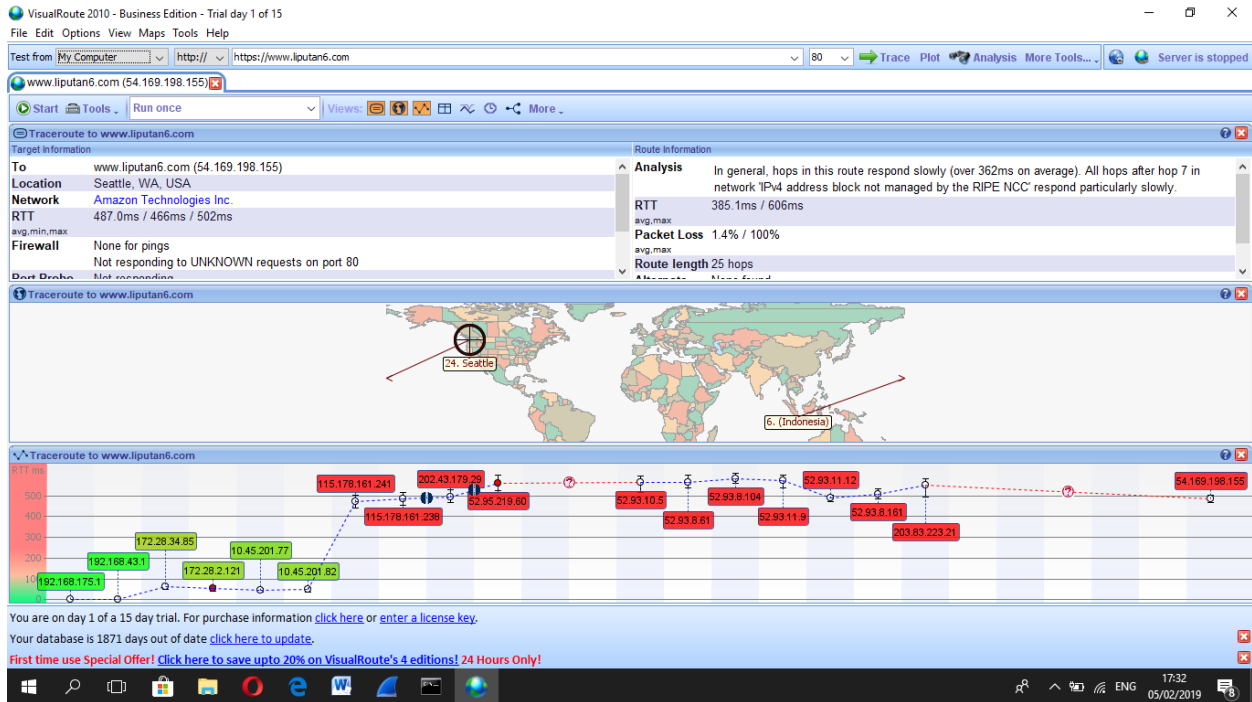 VisualRoute 2010 - Business Edition - Trial day 1 of 15
File Edit Options View Maps Tools Help
Test from My Computer http:// https://www.liputan6.com 80 Trace Plot Analysis More Tools... Server is stopped
www.liputan6.com (54.169.198.155)
Start Tools Run once Views: More
Traceroute to www.liputan6.com
Target Information
To www.liputan6.com (54.169.198.155)
Location Seattle, WA, USA
Network Amazon Technologies Inc.
RTT 487.0ms / 466ms / 502ms
avg,min,max
Firewall None for pings
Not responding to UNKNOWN requests on port 80
Port Probe Not responding
Route Information
Analysis In general, hops in this route respond slowly (over 362ms on average). All hops after hop 7 in
network 'IPv4 address block not managed by the RIPE NCC' respond particularly slowly.
RTT 385.1ms / 606ms
avg,max
Packet Loss 1.4% / 100%
avg,max
Route length 25 hops
Alternate None found
Traceroute to www.liputan6.com
24. Seattle
6. (Indonesia)
Traceroute to www.liputan6.com
RTT ms
500
400
300
200
100
0
192.168.175.1
192.168.43.1
172.28.34.85
172.28.2.121
10.45.201.77
10.45.201.82
115.178.161.241
115.178.161.238
202.43.179.29
52.95.219.60
52.93.10.5
52.93.8.61
52.93.8.104
52.93.11.9
52.93.11.12
52.93.8.161
203.83.223.21
54.169.198.155
You are on day 1 of a 15 day trial. For purchase information click here or enter a license key.
Your database is 1871 days out of date click here to update.
First time use Special Offer! Click here to save upto 20% on VisualRoute's 4 editions! 24 Hours Only!
ENG
17:32
05/02/2019
8